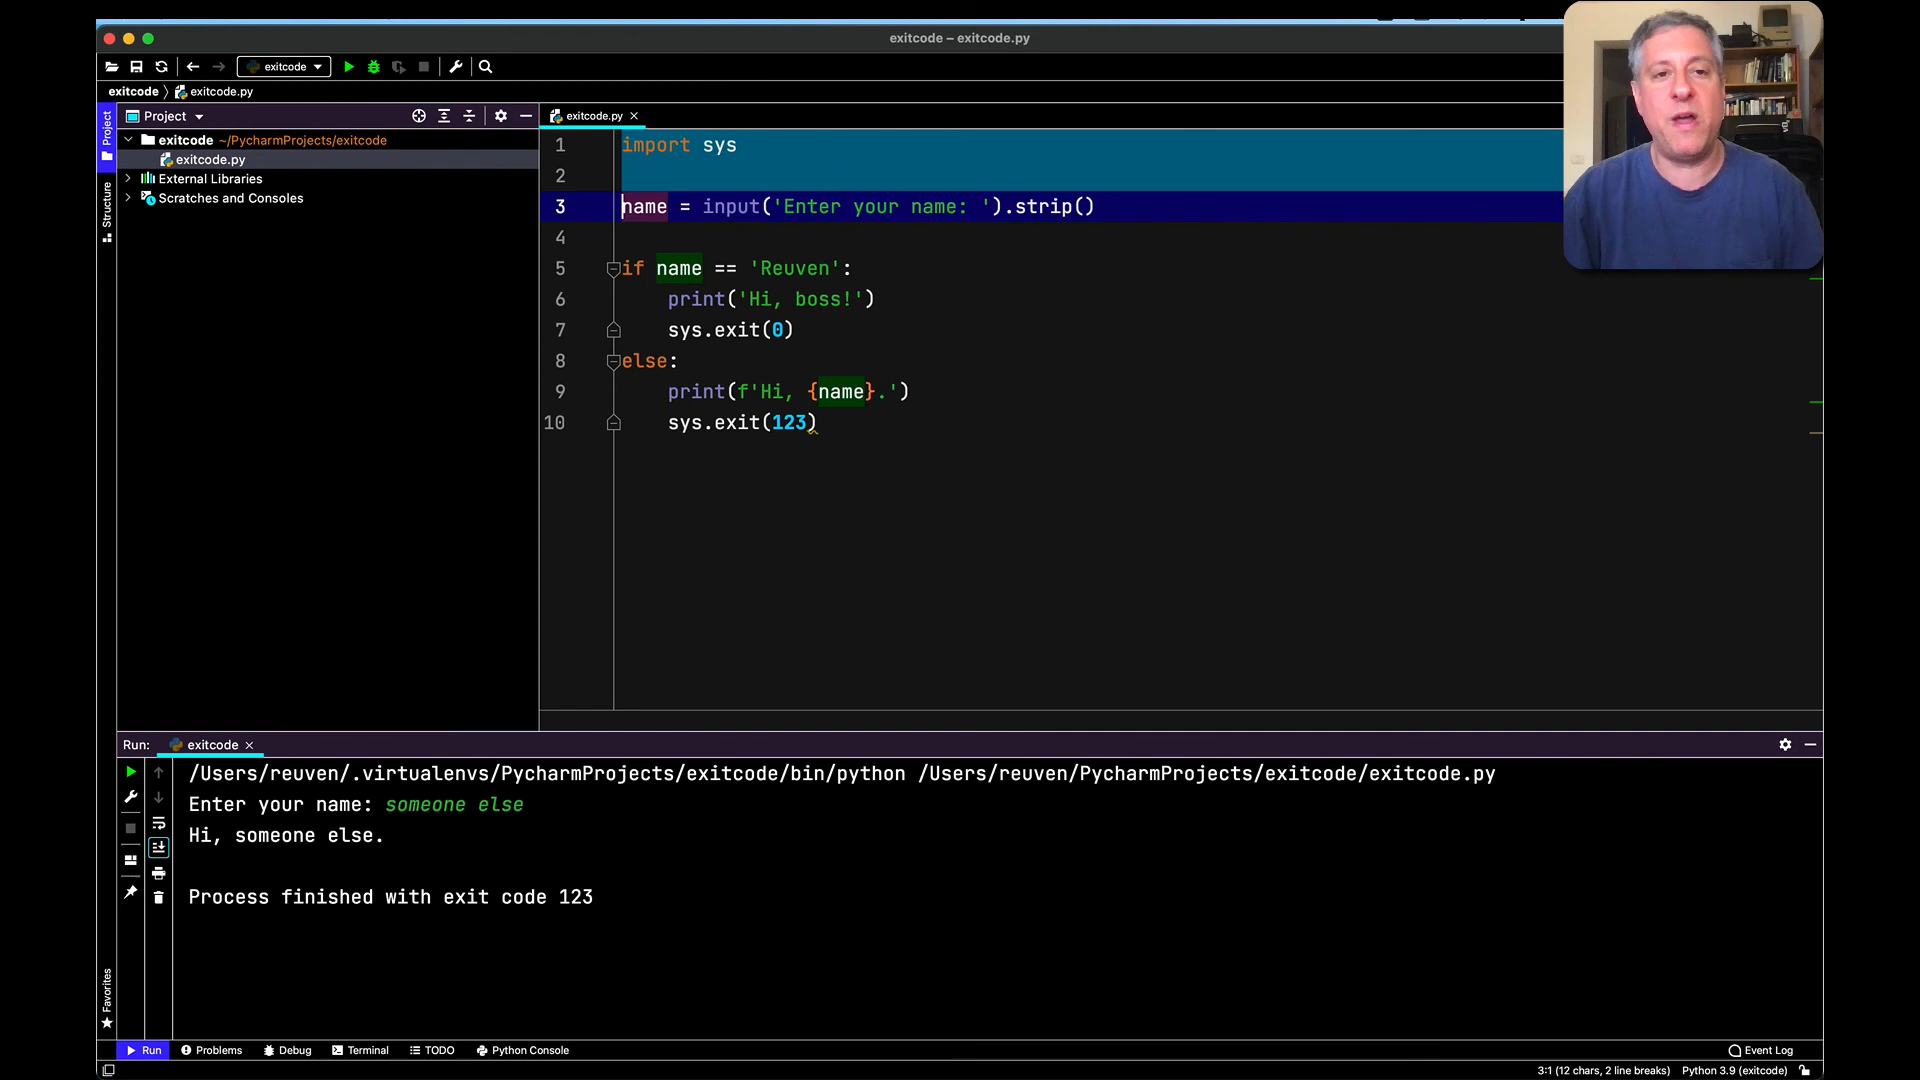 exitcode – exitcode.py
exitcode
exitcode 〉 exitcode.py
Project
exitcode.py
exitcode ~/PycharmProjects/exitcode
exitcode.py
External Libraries
Scratches and Consoles
Project
Structure
Favorites
1 import sys
2
3 name = input('Enter your name: ').strip()
4
5 if name == 'Reuven':
6 print('Hi, boss!')
7 sys.exit(0)
8 else:
9 print(f'Hi, {name}.')
10 sys.exit(123)
Run: exitcode
/Users/reuven/.virtualenvs/PycharmProjects/exitcode/bin/python /Users/reuven/PycharmProjects/exitcode/exitcode.py
Enter your name: someone else
Hi, someone else.
Process finished with exit code 123
Run Problems Debug Terminal TODO Python Console Event Log
3:1 (12 chars, 2 line breaks) Python 3.9 (exitcode)